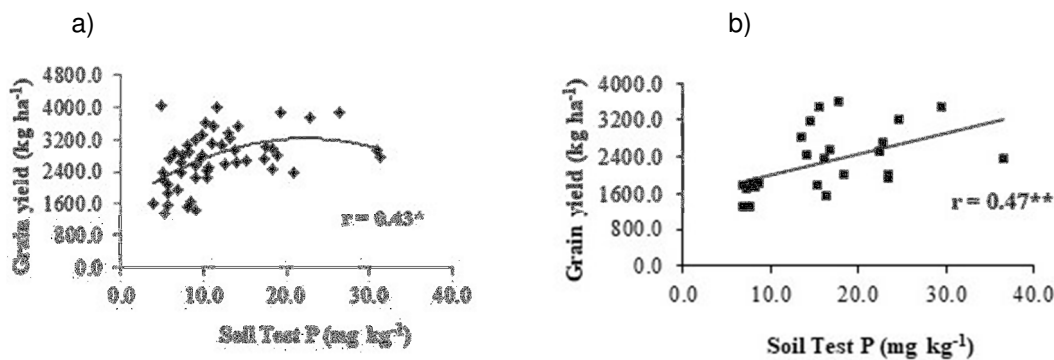 a)
Grain yield (kg ha-1)
4800.0
4000.0
3200.0
2400.0
1600.0
800.0
0.0
r = 0.43*
0.0 10.0 20.0 30.0 40.0
Soil Test P (mg kg-1)
b)
Grain yield (kg ha-1)
4000.0
3200.0
2400.0
1600.0
800.0
0.0
r = 0.47**
0.0 10.0 20.0 30.0 40.0
Soil Test P (mg kg-1)